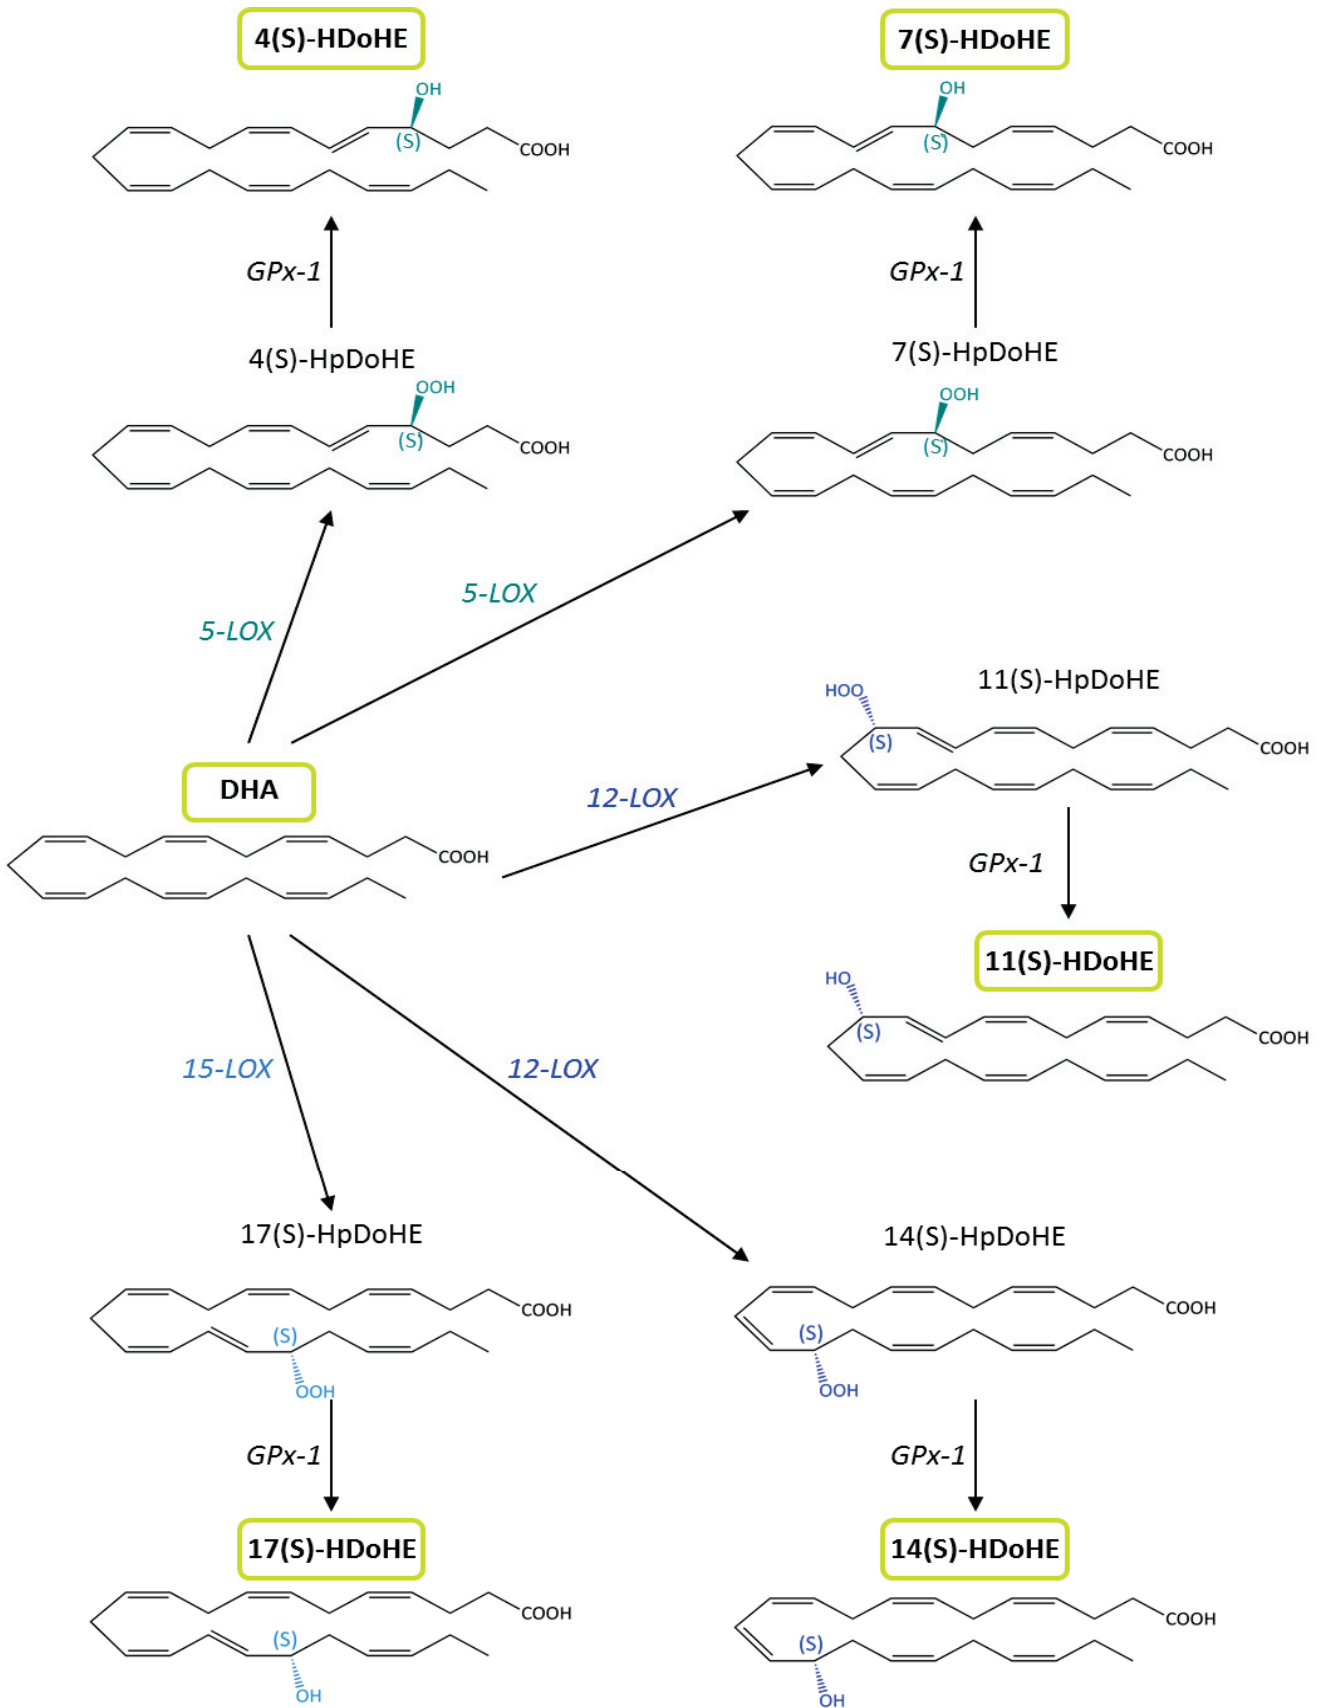 4(S)-HDoHE
7(S)-HDoHE
OH
(S)
COOH
OH
(S)
COOH
GPx-1
GPx-1
4(S)-HpDoHE
7(S)-HpDoHE
OOH
(S)
COOH
OOH
(S)
COOH
5-LOX
5-LOX
11(S)-HpDoHE
HOO
(S)
COOH
DHA
12-LOX
COOH
GPx-1
11(S)-HDoHE
HO
(S)
COOH
15-LOX
12-LOX
17(S)-HpDoHE
14(S)-HpDoHE
COOH
(S)
OOH
COOH
(S)
OOH
GPx-1
GPx-1
17(S)-HDoHE
14(S)-HDoHE
COOH
(S)
OH
COOH
(S)
OH